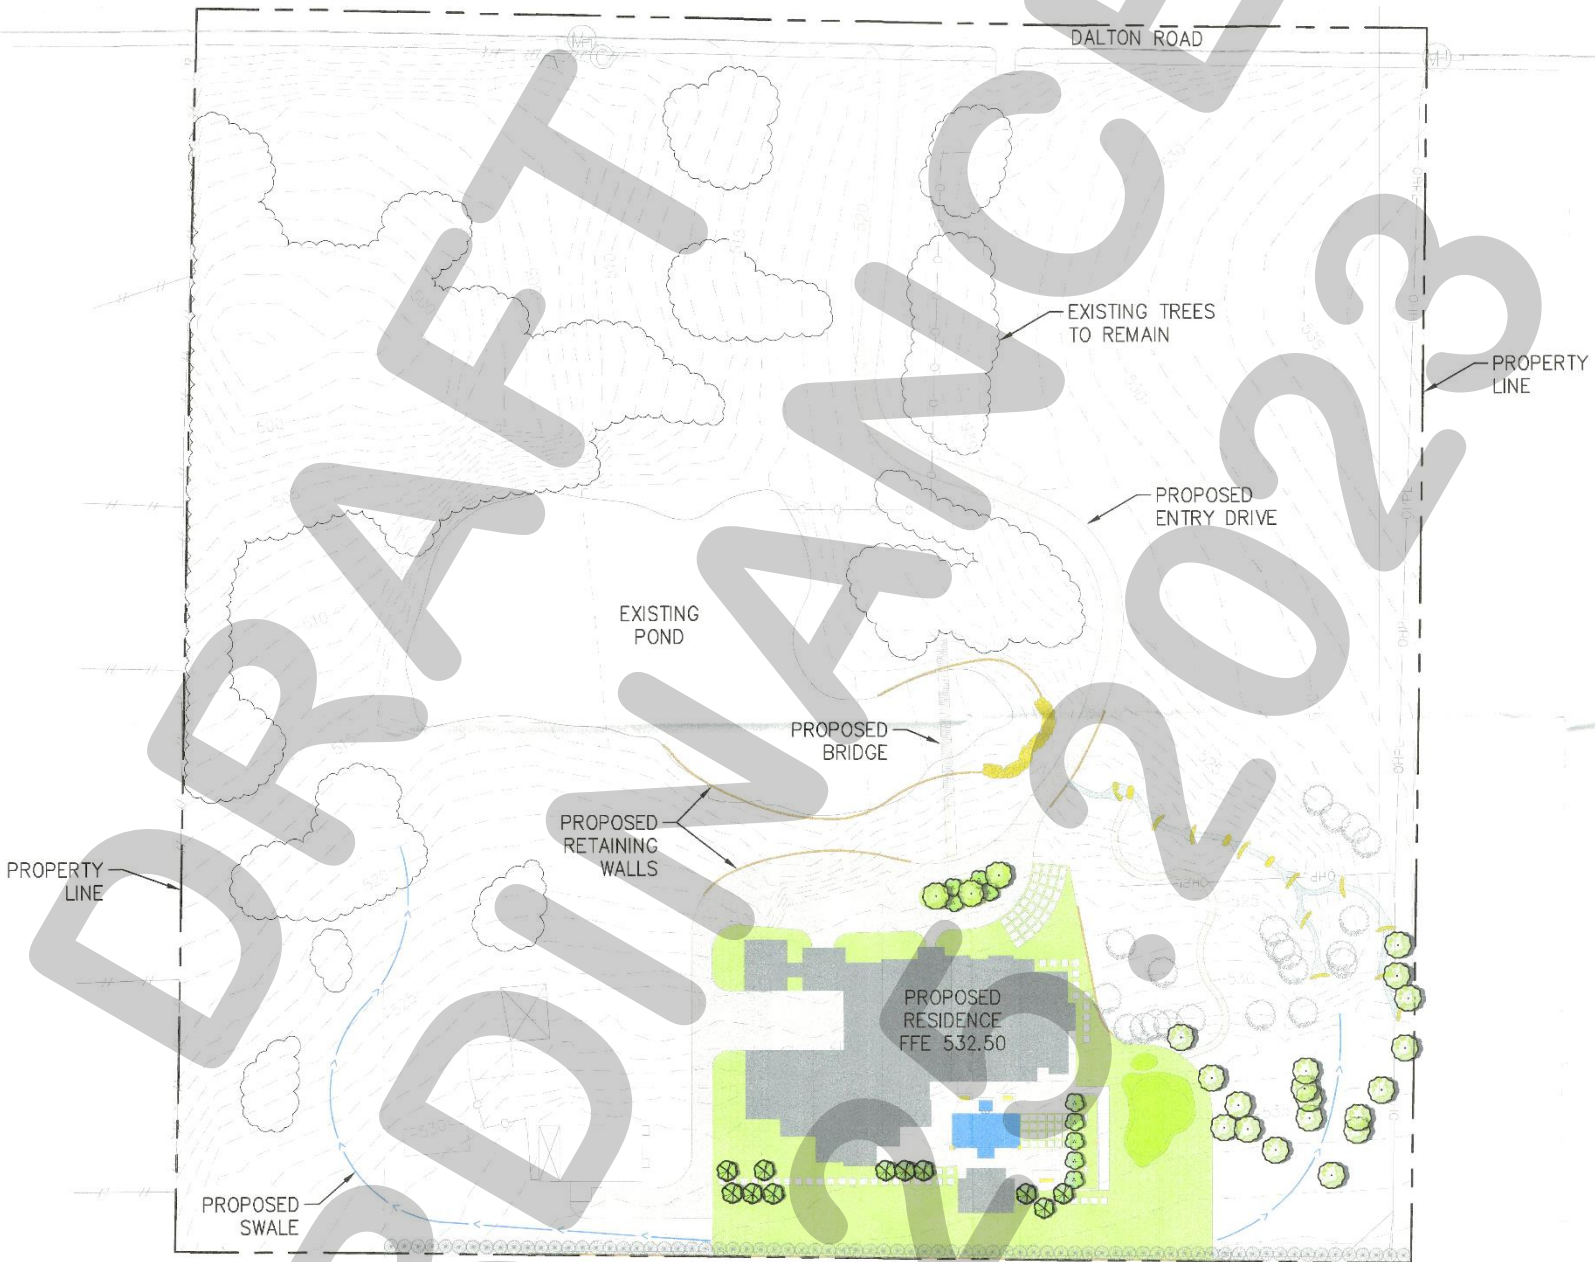 DALTON ROAD
EXISTING TREES
TO REMAIN
PROPERTY
LINE
PROPOSED
ENTRY DRIVE
EXISTING
POND
PROPOSED
BRIDGE
PROPOSED
RETAINING
WALLS
PROPERTY
LINE
PROPOSED
RESIDENCE
FFE 532.50
PROPOSED
SWALE
DRAFT
ORDINANCE
25. 2023